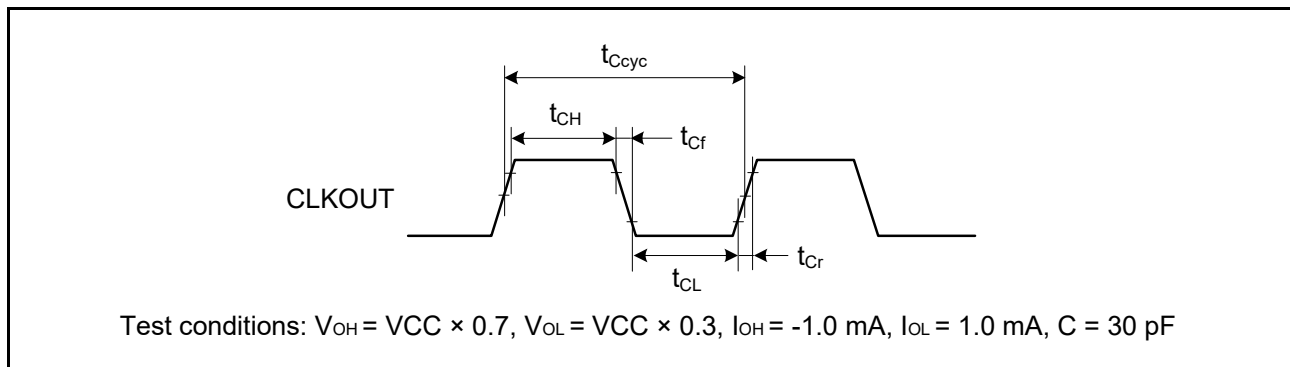 tCcyc
tCH
tCf
CLKOUT
tCL
tCr
Test conditions: VOH = VCC × 0.7, VOL = VCC × 0.3, IOH = -1.0 mA, IOL = 1.0 mA, C = 30 pF